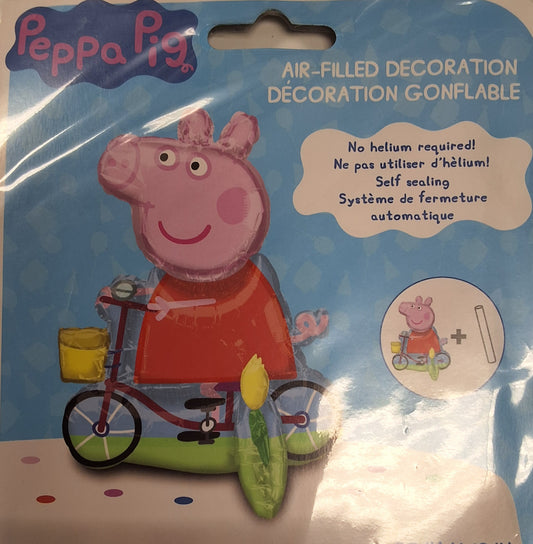 Peppa Pig
AIR-FILLED DECORATION
DÉCORATION GONFLABLE
No helium required!
Ne pas utiliser d'hèlium!
Self sealing
Système de fermeture
automatique
+